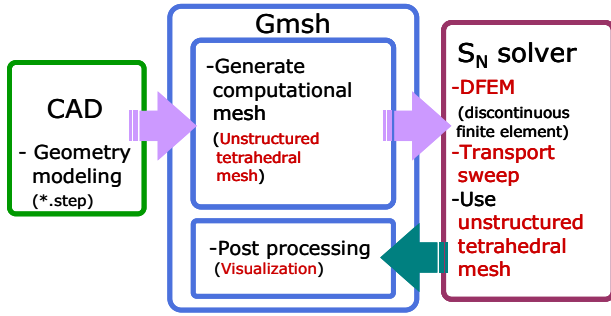 CAD
- Geometry
modeling
(*.step)
Gmsh
-Generate
computational
mesh
(Unstructured
tetrahedral
mesh)
-Post processing
(Visualization)
SN solver
-DFEM
(discontinuous
finite element)
-Transport
sweep
-Use
unstructured
tetrahedral
mesh